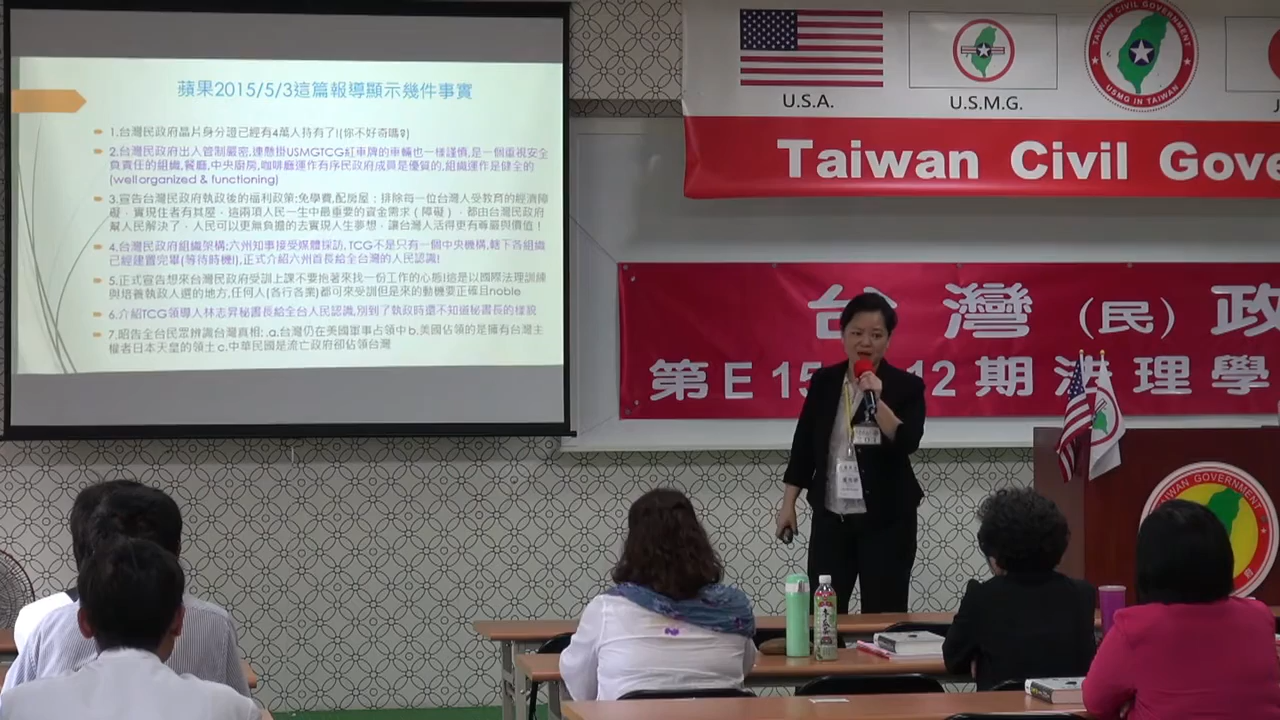 蘋果2015/5/3這篇報導顯示幾件事實
1.台灣民政府晶片身分證已經有4萬人持有了!(你不好奇嗎?)
2.台灣民政府出入管制嚴密,連懸掛USMGTCG紅車牌的車輛也一樣謹慎,是一個重視安全
負責任的組織,餐廳,中央廚房,咖啡廳運作有序民政府成員是優質的,組織運作是健全的
(well organized & functioning)
3.宣告台灣民政府執政後的福利政策:免學費,配房屋;排除每一位台灣人受教育的經濟障
礙,實現住者有其屋,這兩項人民一生中最重要的資金需求(障礙),都由台灣民政府
幫人民解決了,人民可以更無負擔的去實現人生夢想,讓台灣人活得更有尊嚴與價值!
4.台灣民政府組織架構:六州知事接受媒體採訪,TCG不是只有一個中央機構,轄下各組織
已經建置完畢(等待時機!),正式介紹六州首長給全台灣的人民認識!
5.正式宣告想來台灣民政府受訓上課不要抱著來找一份工作的心態!這是以國際法理訓練
與培養執政人選的地方,任何人(各行各業)都可來受訓但是來的動機要正確且noble
6.介紹TCG領導人林志昇秘書長給全台人民認識,別到了執政時還不知道秘書長的樣貌
7.昭告全台民眾辨識台灣真相:.a.台灣仍在美國軍事占領中b.美國佔領的是擁有台灣主
權者日本天皇的領土c.中華民國是流亡政府卻佔領台灣
U.S.A.
U.S.M.G.
TAIWAN CIVIL GOVERNMENT
USMG IN TAIWAN
J
Taiwan Civil Gove
台灣(民)政
第E15 12期法理學
TAIWAN GOVERNMENT